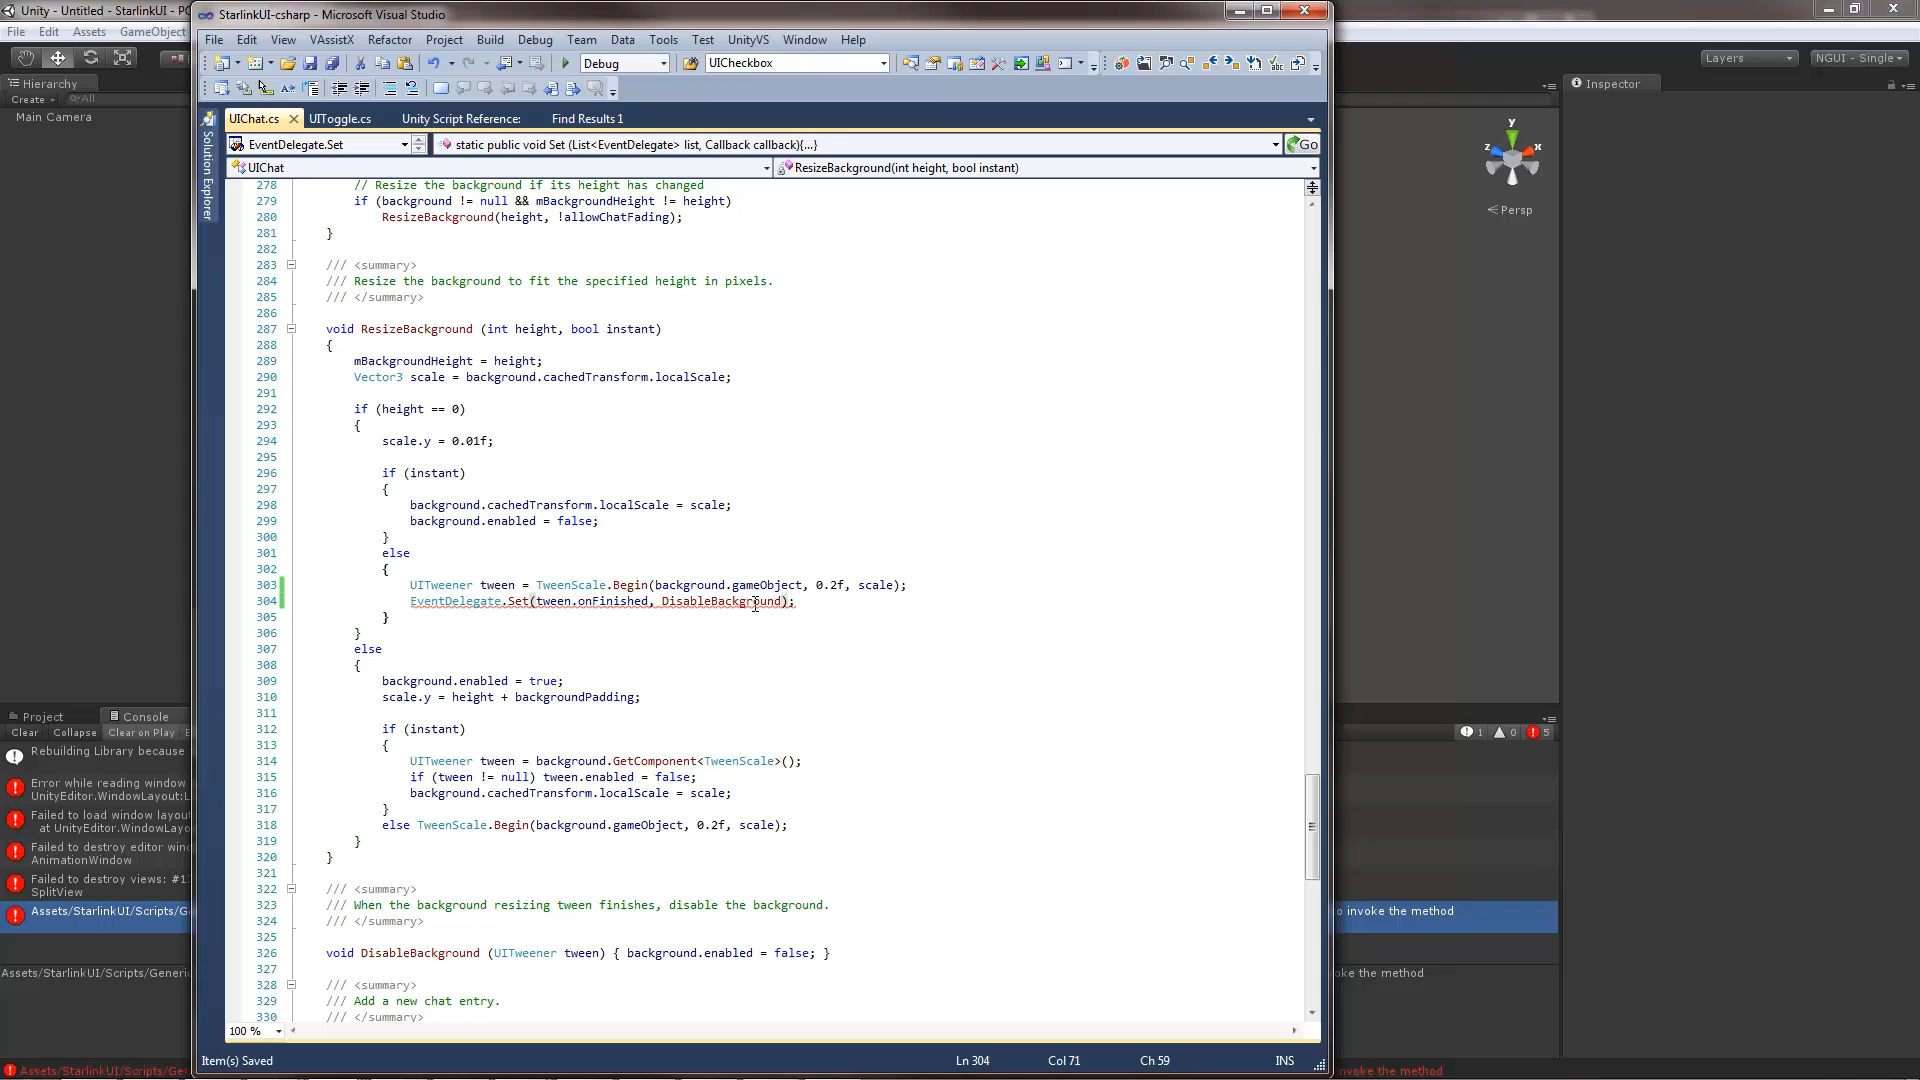 Unity - Untitled - StarlinkUI - PC
File Edit Assets GameObject
Hierarchy
Create All
Main Camera
StarlinkUI-csharp - Microsoft Visual Studio
File Edit View VAssistX Refactor Project Build Debug Team Data Tools Test UnityVS Window Help
Debug UICheckbox
UIChat.cs UIToggle.cs Unity Script Reference: Find Results 1
EventDelegate.Set static public void Set (List<EventDelegate> list, Callback callback){...} Go
UIChat ResizeBackground(int height, bool instant)
Solution Explorer
278 // Resize the background if its height has changed
279 if (background != null && mBackgroundHeight != height)
280 ResizeBackground(height, !allowChatFading);
281 }
282
283 /// <summary>
284 /// Resize the background to fit the specified height in pixels.
285 /// </summary>
286
287 void ResizeBackground (int height, bool instant)
288 {
289 mBackgroundHeight = height;
290 Vector3 scale = background.cachedTransform.localScale;
291
292 if (height == 0)
293 {
294 scale.y = 0.01f;
295
296 if (instant)
297 {
298 background.cachedTransform.localScale = scale;
299 background.enabled = false;
300 }
301 else
302 {
303 UITweener tween = TweenScale.Begin(background.gameObject, 0.2f, scale);
304 EventDelegate.Set(tween.onFinished, DisableBackground);
305 }
306 }
307 else
308 {
309 background.enabled = true;
310 scale.y = height + backgroundPadding;
311
312 if (instant)
313 {
314 UITweener tween = background.GetComponent<TweenScale>();
315 if (tween != null) tween.enabled = false;
316 background.cachedTransform.localScale = scale;
317 }
318 else TweenScale.Begin(background.gameObject, 0.2f, scale);
319 }
320 }
321
322 /// <summary>
323 /// When the background resizing tween finishes, disable the background.
324 /// </summary>
325
326 void DisableBackground (UITweener tween) { background.enabled = false; }
327
328 /// <summary>
329 /// Add a new chat entry.
330 /// </summary>
100 %
Item(s) Saved Ln 304 Col 71 Ch 59 INS
Layers NGUI - Single
Inspector
y
z x
Persp
Project Console
Clear Collapse Clear on Play
1 0 5
Rebuilding Library because
Error while reading window
UnityEditor.WindowLayout:L
Failed to load window layou
at UnityEditor.WindowLayo
Failed to destroy editor wind
AnimationWindow
Failed to destroy views: #1
SplitView
Assets/StarlinkUI/Scripts/Ge
to invoke the method
Assets/StarlinkUI/Scripts/Generic
oke the method
Assets/StarlinkUI/Scripts/Gen
invoke the method